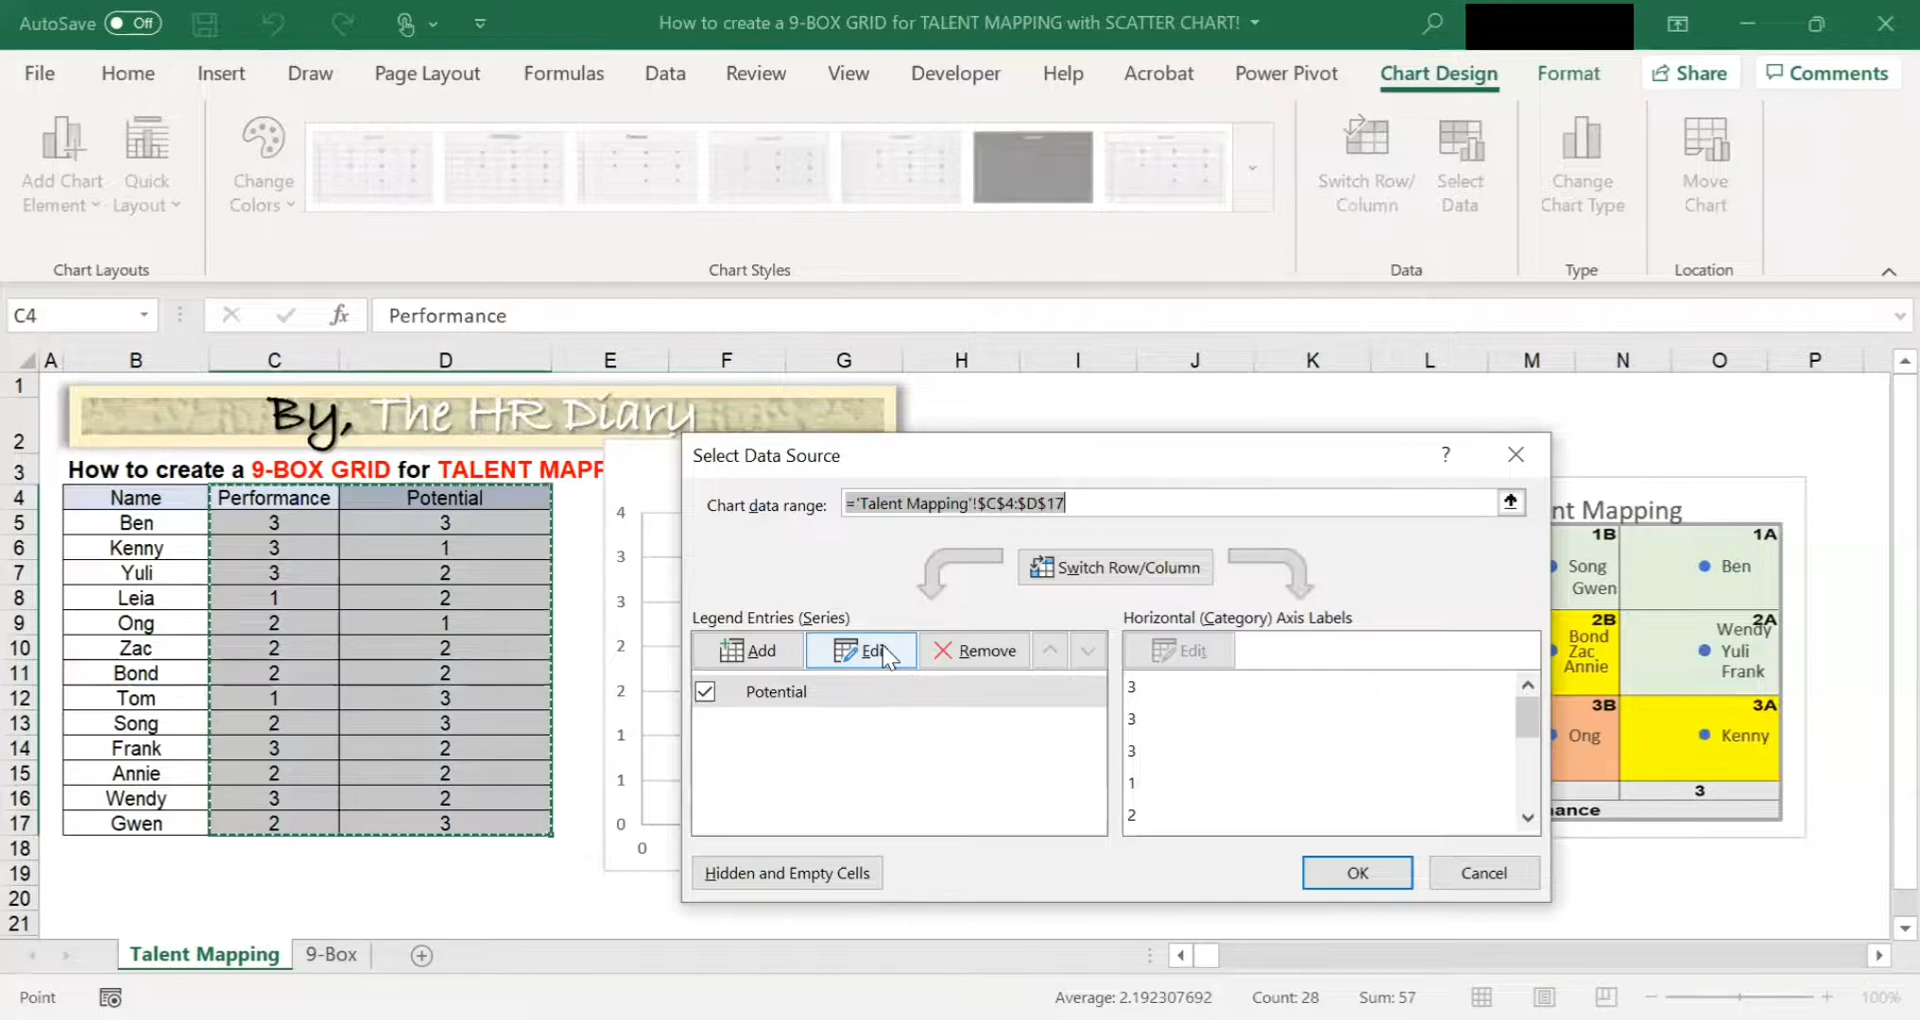 AutoSave Off How to create a 9-BOX GRID for TALENT MAPPING with SCATTER CHART!
File Home Insert Draw Page Layout Formulas Data Review View Developer Help Acrobat Power Pivot Chart Design Format Share Comments
Add Chart Element Quick Layout Change Colors Switch Row/ Column Select Data Change Chart Type Move Chart
Chart Layouts Chart Styles Data Type Location
C4 fx Performance
A B C D E F G H I J K L M N O P
1
2 By, The HR Diary
3 How to create a 9-BOX GRID for TALENT MAPP
4 Name Performance Potential
5 Ben 3 3
6 Kenny 3 1
7 Yuli 3 2
8 Leia 1 2
9 Ong 2 1
10 Zac 2 2
11 Bond 2 2
12 Tom 1 3
13 Song 2 3
14 Frank 3 2
15 Annie 2 2
16 Wendy 3 2
17 Gwen 2 3
18
19
20
21
4
3
3
2
2
1
1
0
0
Select Data Source ?
Chart data range: ='Talent Mapping'!$C$4:$D$17
Switch Row/Column
Legend Entries (Series) Horizontal (Category) Axis Labels
Add Edit Remove Edit
Potential
3
3
3
1
2
Hidden and Empty Cells OK Cancel
nt Mapping
1B 1A
Song Ben
Gwen
2B 2A
Bond Wendy
Zac Yuli
Annie Frank
3B 3A
Ong Kenny
3
ance
Talent Mapping 9-Box
Point Average: 2.192307692 Count: 28 Sum: 57 100%